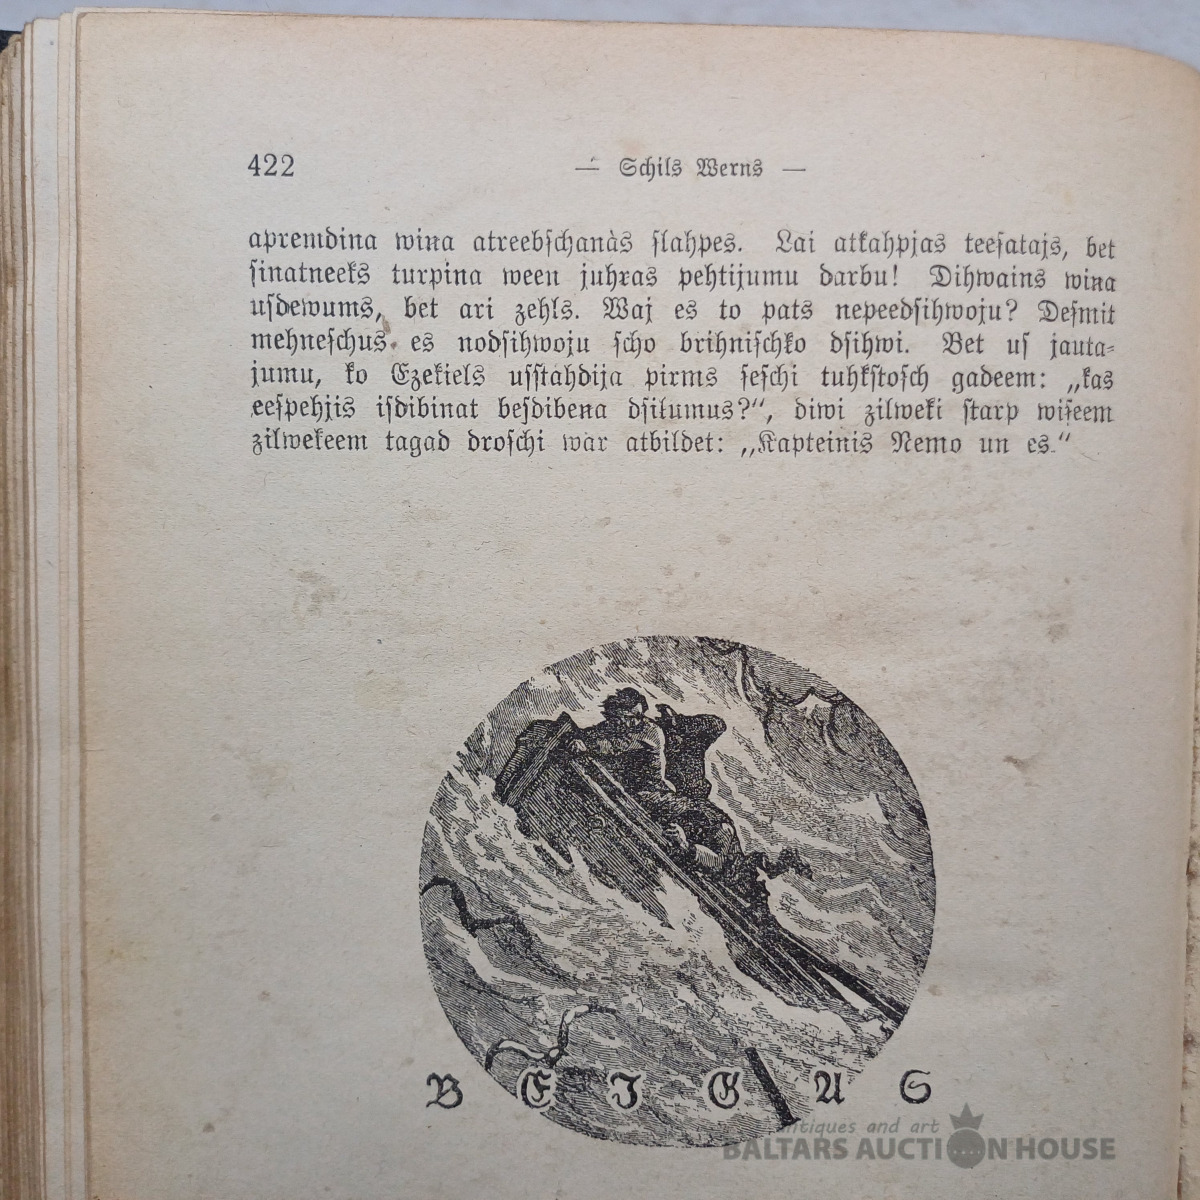 422 — Schils Werns —
apremdina wina atreebſchanàs ſlahpes. Lai atkahpjas teeſatajs, bet
ſinatneeks turpina ween juhras pehtijumu darbu! Dihwains wina
uſdewums, bet ari zehls. Waj es to pats nepeedſihwoju? Deſmit
mehneſchus es nodſihwoju ſcho brihniſchko dſihwi. Bet uſ jauta-
jumu, ko Ezekiels uſſtahdija pirms ſeſchi tuhkſtoſch gadeem: „kas
eeſpehjis iſdibinat beſdibena dſiłumus?“, diwi zilweki ſtarp wiſeem
zilwekeem tagad droſchi war atbildet: „Kapteinis Nemo un es.“
BEIGAS
antiques and art
BALTARS AUCTION HOUSE